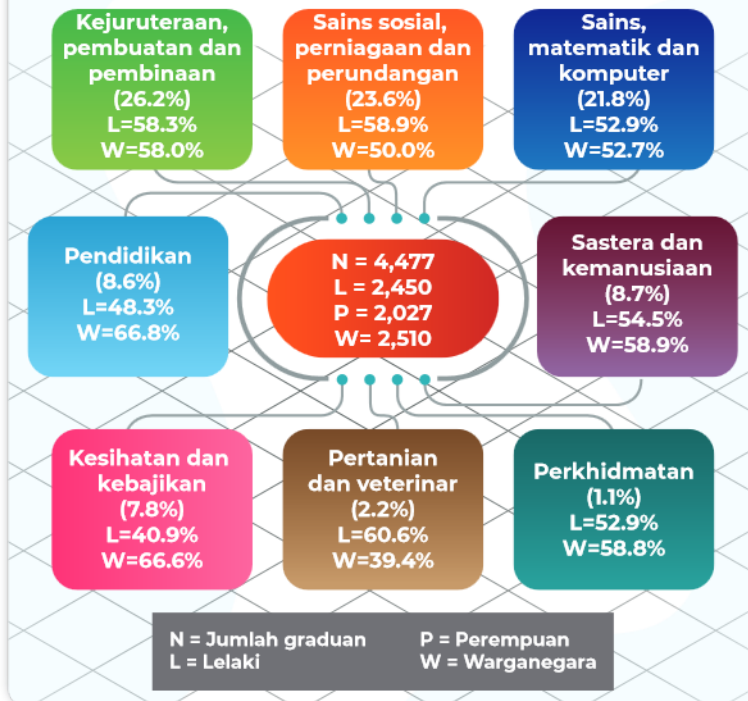 Kejuruteraan,
pembuatan dan
pembinaan
(26.2%)
L=58.3%
W=58.0%
Sains sosial,
perniagaan dan
perundangan
(23.6%)
L=58.9%
W=50.0%
Sains,
matematik dan
komputer
(21.8%)
L=52.9%
W=52.7%
Pendidikan
(8.6%)
L=48.3%
W=66.8%
N = 4,477
L = 2,450
P = 2,027
W= 2,510
Sastera dan
kemanusiaan
(8.7%)
L=54.5%
W=58.9%
Kesihatan dan
kebajikan
(7.8%)
L=40.9%
W=66.6%
Pertanian
dan veterinar
(2.2%)
L=60.6%
W=39.4%
Perkhidmatan
(1.1%)
L=52.9%
W=58.8%
N = Jumlah graduan
L = Lelaki
P = Perempuan
W = Warganegara